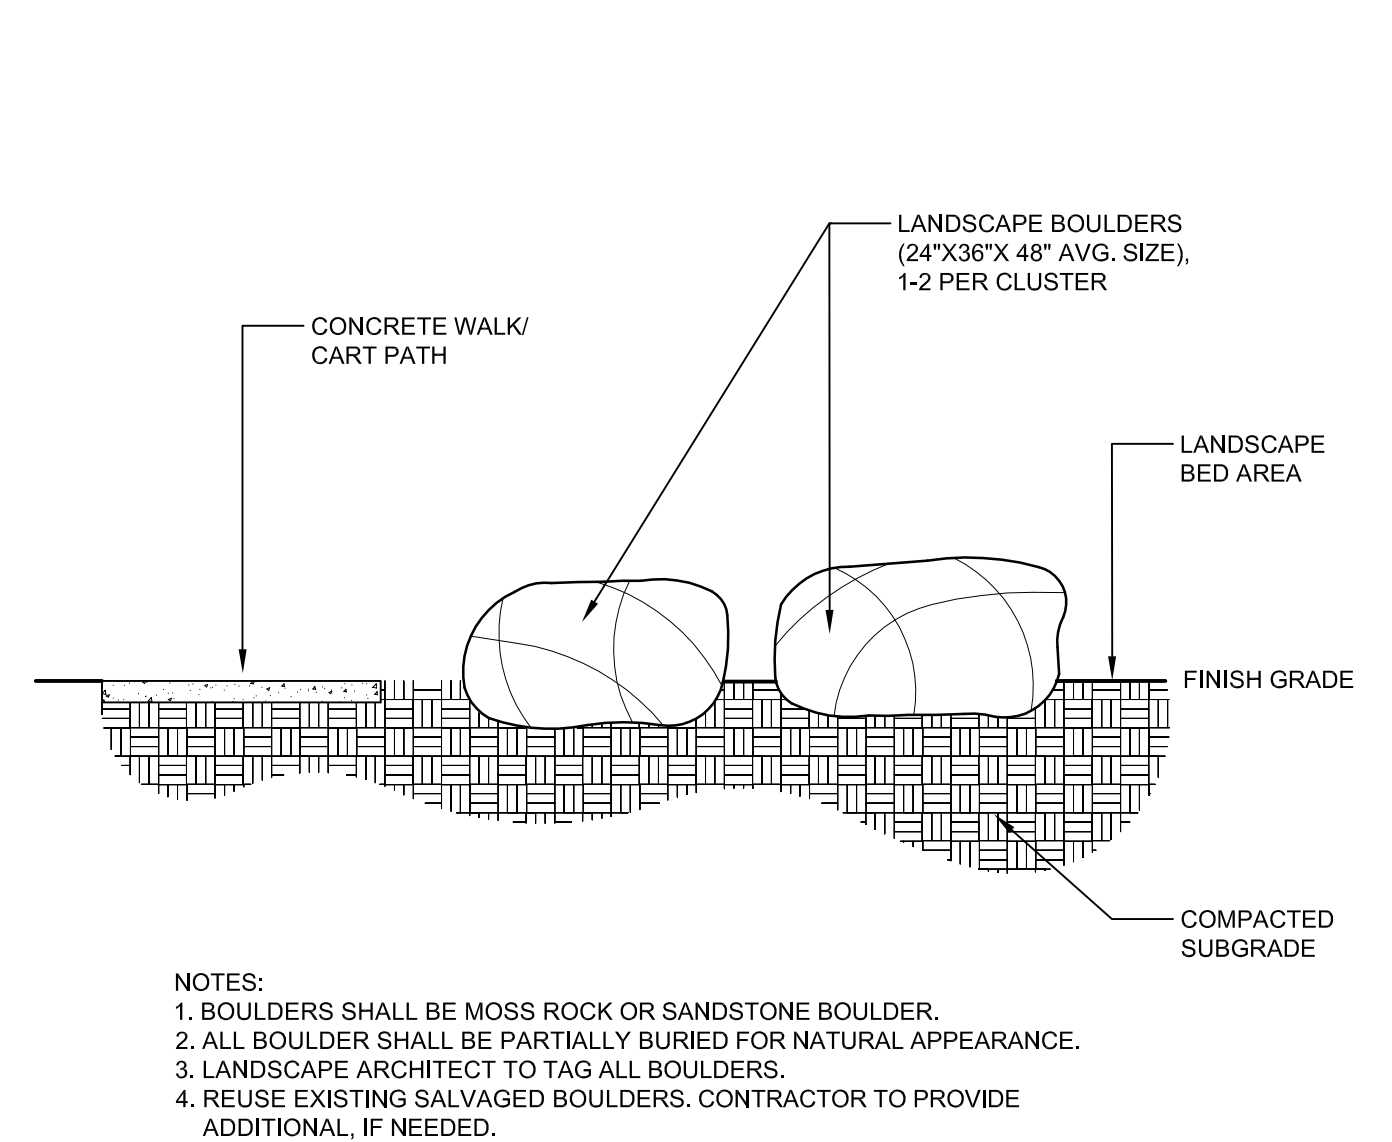 LANDSCAPE BOULDERS
(24"X36"X 48" AVG. SIZE),
1-2 PER CLUSTER
CONCRETE WALK/
CART PATH
LANDSCAPE
BED AREA
FINISH GRADE
COMPACTED
SUBGRADE
NOTES:
1. BOULDERS SHALL BE MOSS ROCK OR SANDSTONE BOULDER.
2. ALL BOULDER SHALL BE PARTIALLY BURIED FOR NATURAL APPEARANCE.
3. LANDSCAPE ARCHITECT TO TAG ALL BOULDERS.
4. REUSE EXISTING SALVAGED BOULDERS. CONTRACTOR TO PROVIDE
ADDITIONAL, IF NEEDED.